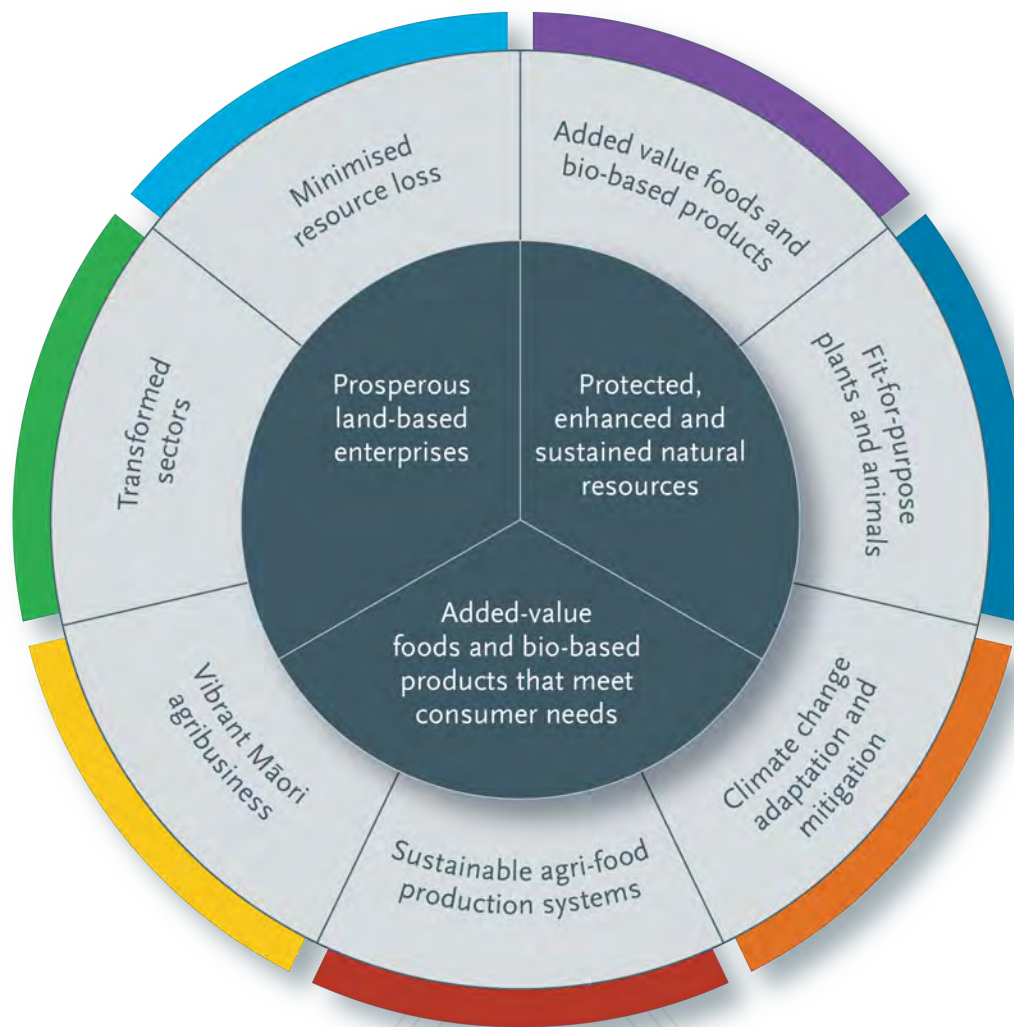 Minimised
resource loss
Added value foods and
bio-based products
Fit-for-purpose
plants and animals
Climate change
adaptation and
mitigation
Sustainable agri-food
production systems
Vibrant Māori
agribusiness
Transformed
sectors
Prosperous
land-based
enterprises
Protected,
enhanced and
sustained natural
resources
Added-value
foods and bio-based
products that meet
consumer needs